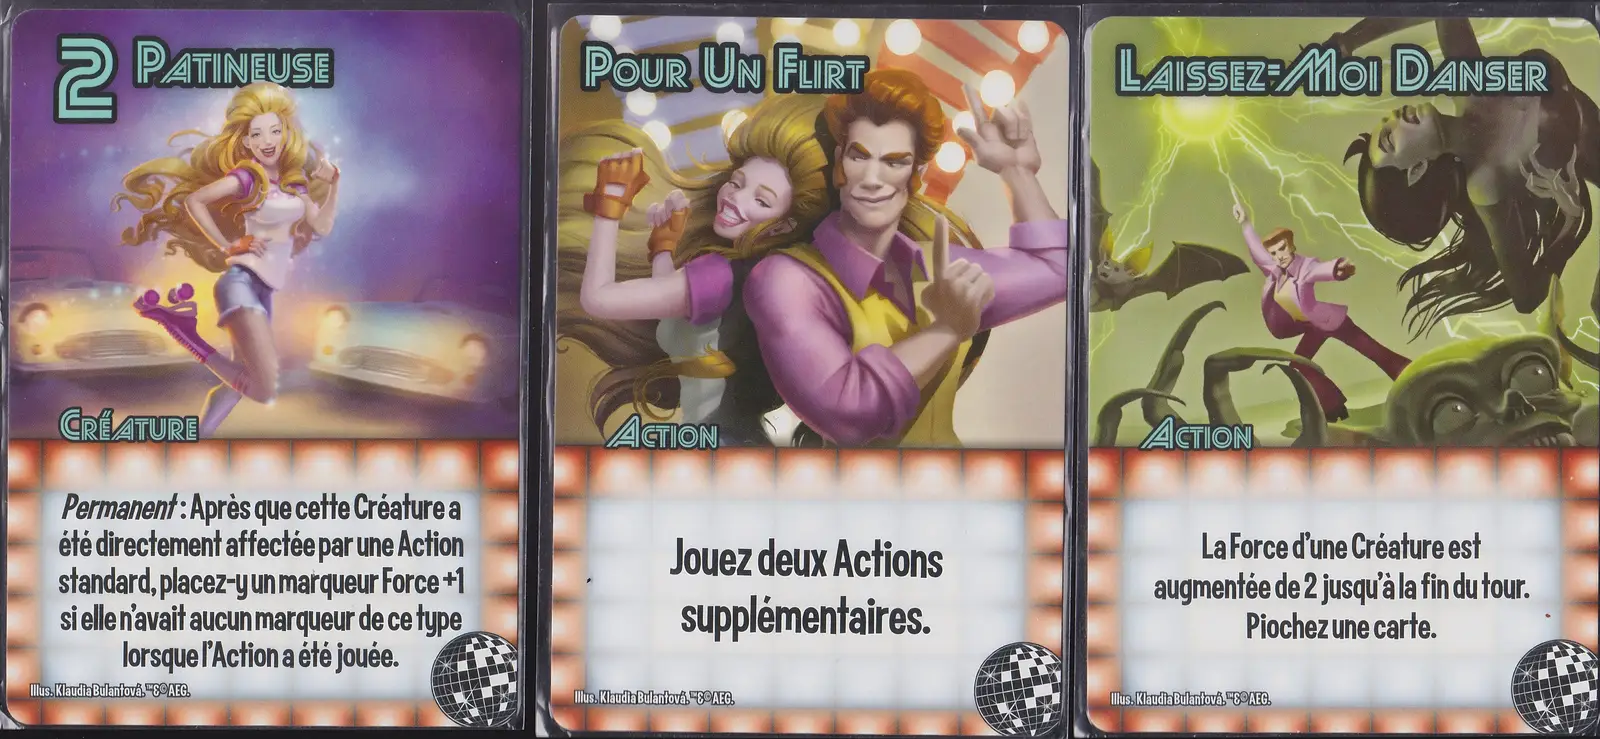 2 PATINEUSE
CRÉATURE
Permanent : Après que cette Créature a
été directement affectée par une Action
standard, placez-y un marqueur Force +1
si elle n'avait aucun marqueur de ce type
lorsque l'Action a été jouée.
Illus. Klaudia Bulantová. ™&©AEG.
POUR UN FLIRT
ACTION
Jouez deux Actions
supplémentaires.
Illus. Klaudia Bulantová. ™&©AEG.
LAISSEZ-MOI DANSER
ACTION
La Force d'une Créature est
augmentée de 2 jusqu'à la fin du tour.
Piochez une carte.
Illus. Klaudia Bulantová. ™&©AEG.